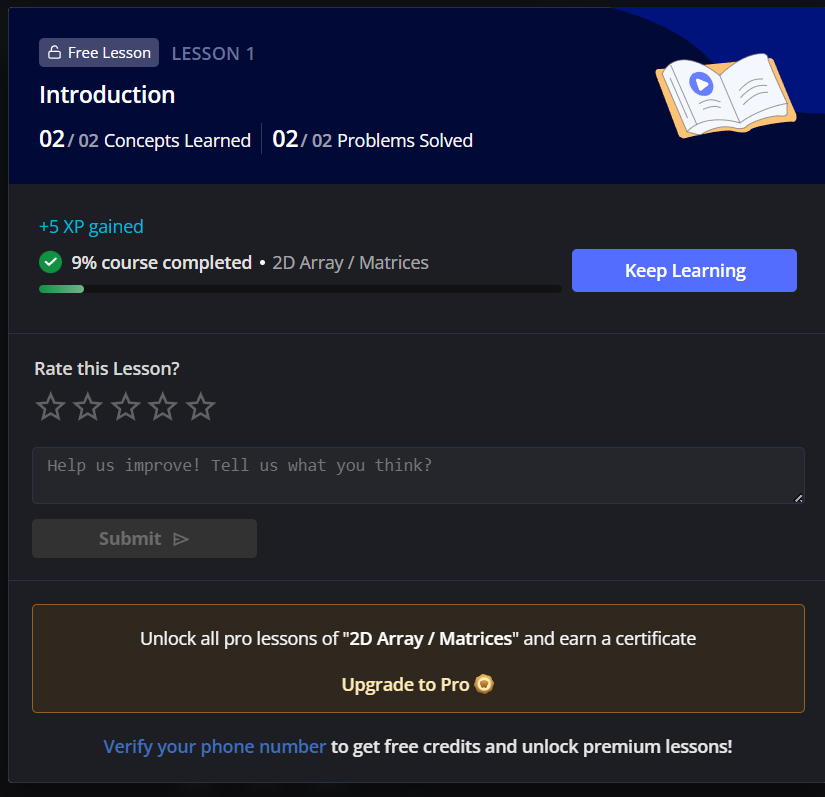 Free Lesson LESSON 1
Introduction
02 / 02 Concepts Learned 02 / 02 Problems Solved
+5 XP gained
9% course completed • 2D Array / Matrices
Keep Learning
Rate this Lesson?
Help us improve! Tell us what you think?
Submit
Unlock all pro lessons of "2D Array / Matrices" and earn a certificate
Upgrade to Pro
Verify your phone number to get free credits and unlock premium lessons!